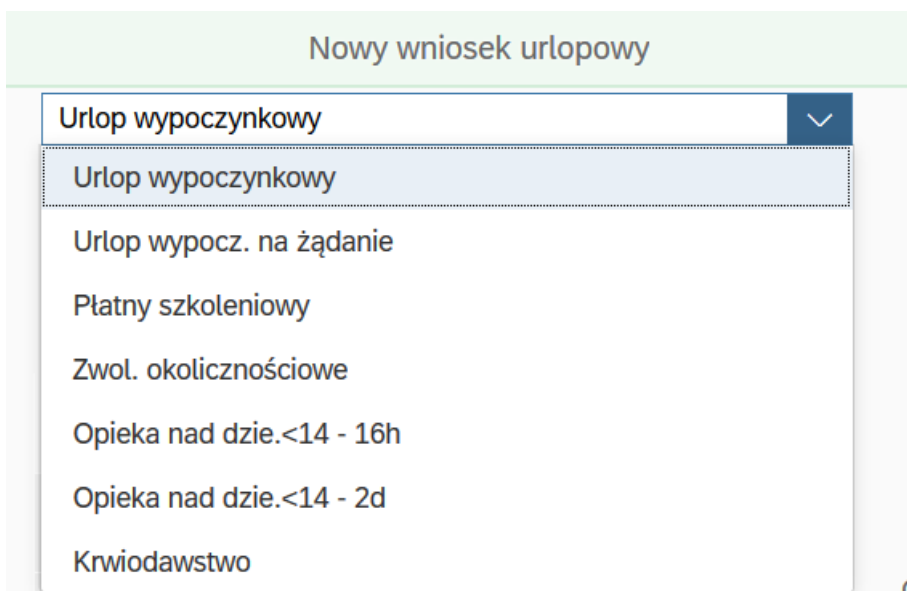 Nowy wniosek urlopowy
Urlop wypoczynkowy
Urlop wypoczynkowy
Urlop wypocz. na żądanie
Płatny szkoleniowy
Zwol. okolicznościowe
Opieka nad dzie.<14 - 16h
Opieka nad dzie.<14 - 2d
Krwiodawstwo